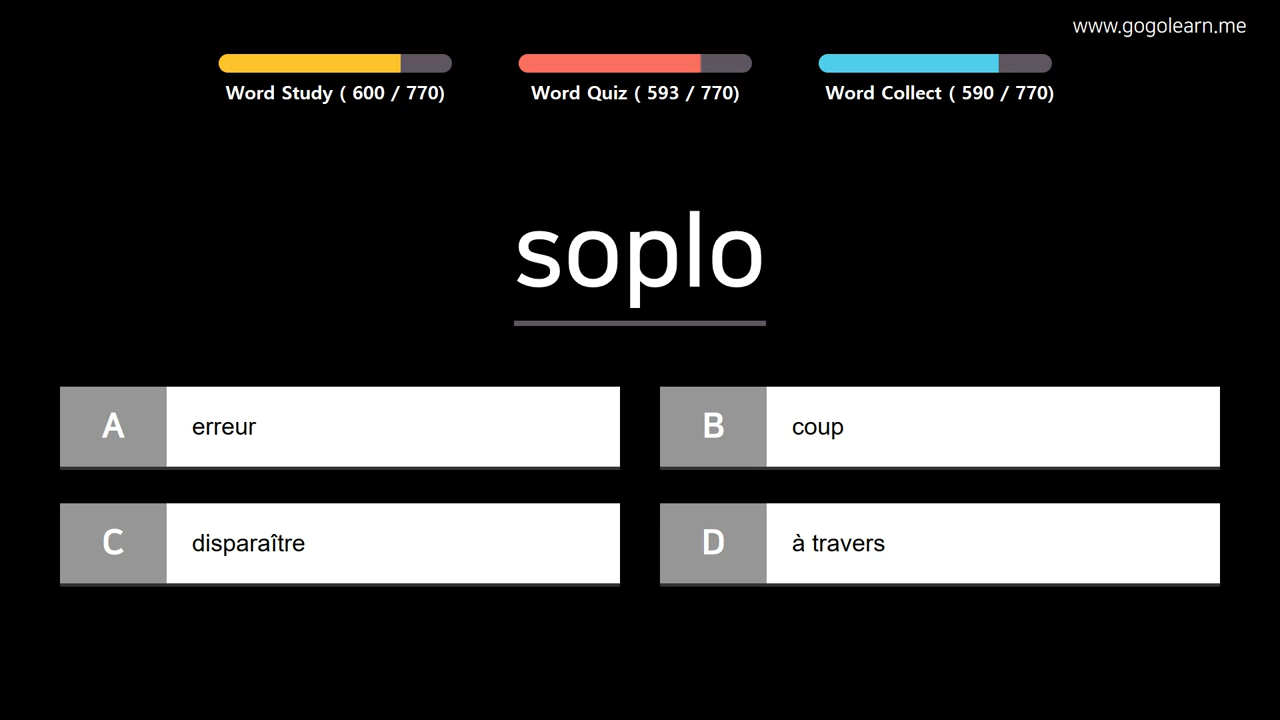 www.gogolearn.me
Word Study ( 600 / 770)
Word Quiz ( 593 / 770)
Word Collect ( 590 / 770)
soplo
A erreur
B coup
C disparaître
D à travers